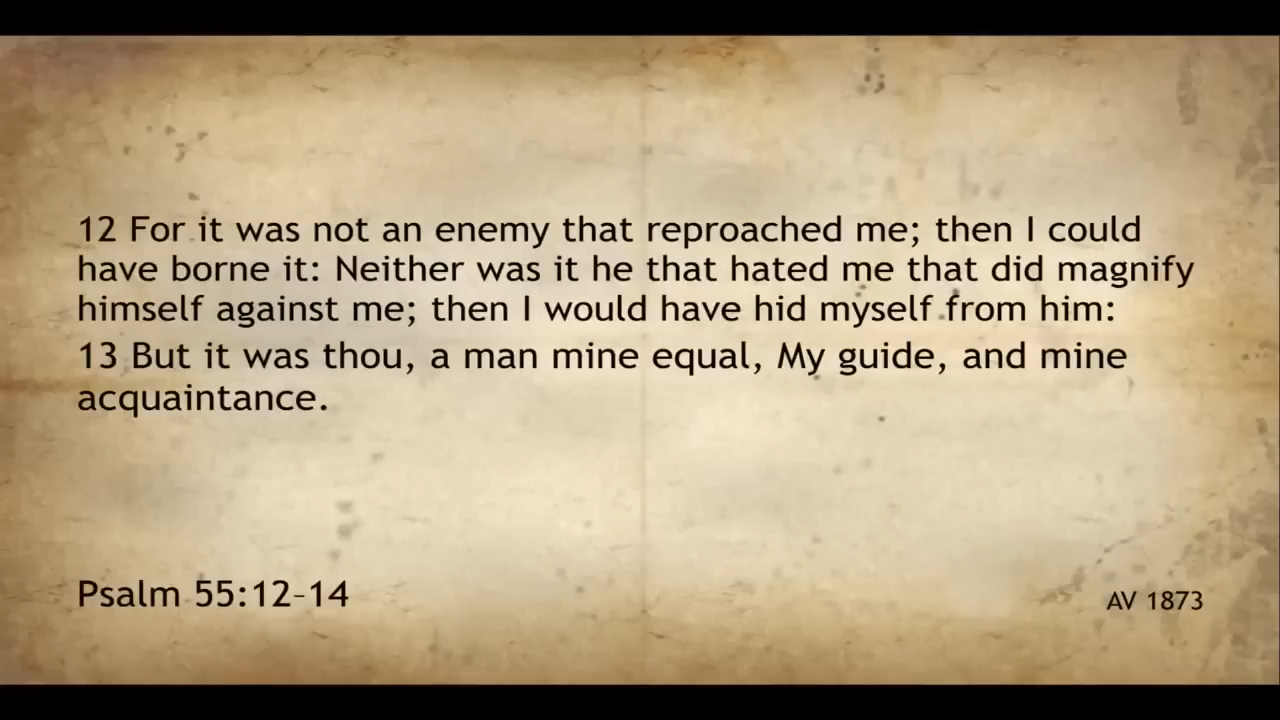 12 For it was not an enemy that reproached me; then I could
have borne it: Neither was it he that hated me that did magnify
himself against me; then I would have hid myself from him:
13 But it was thou, a man mine equal, My guide, and mine
acquaintance.
Psalm 55:12–14
AV 1873